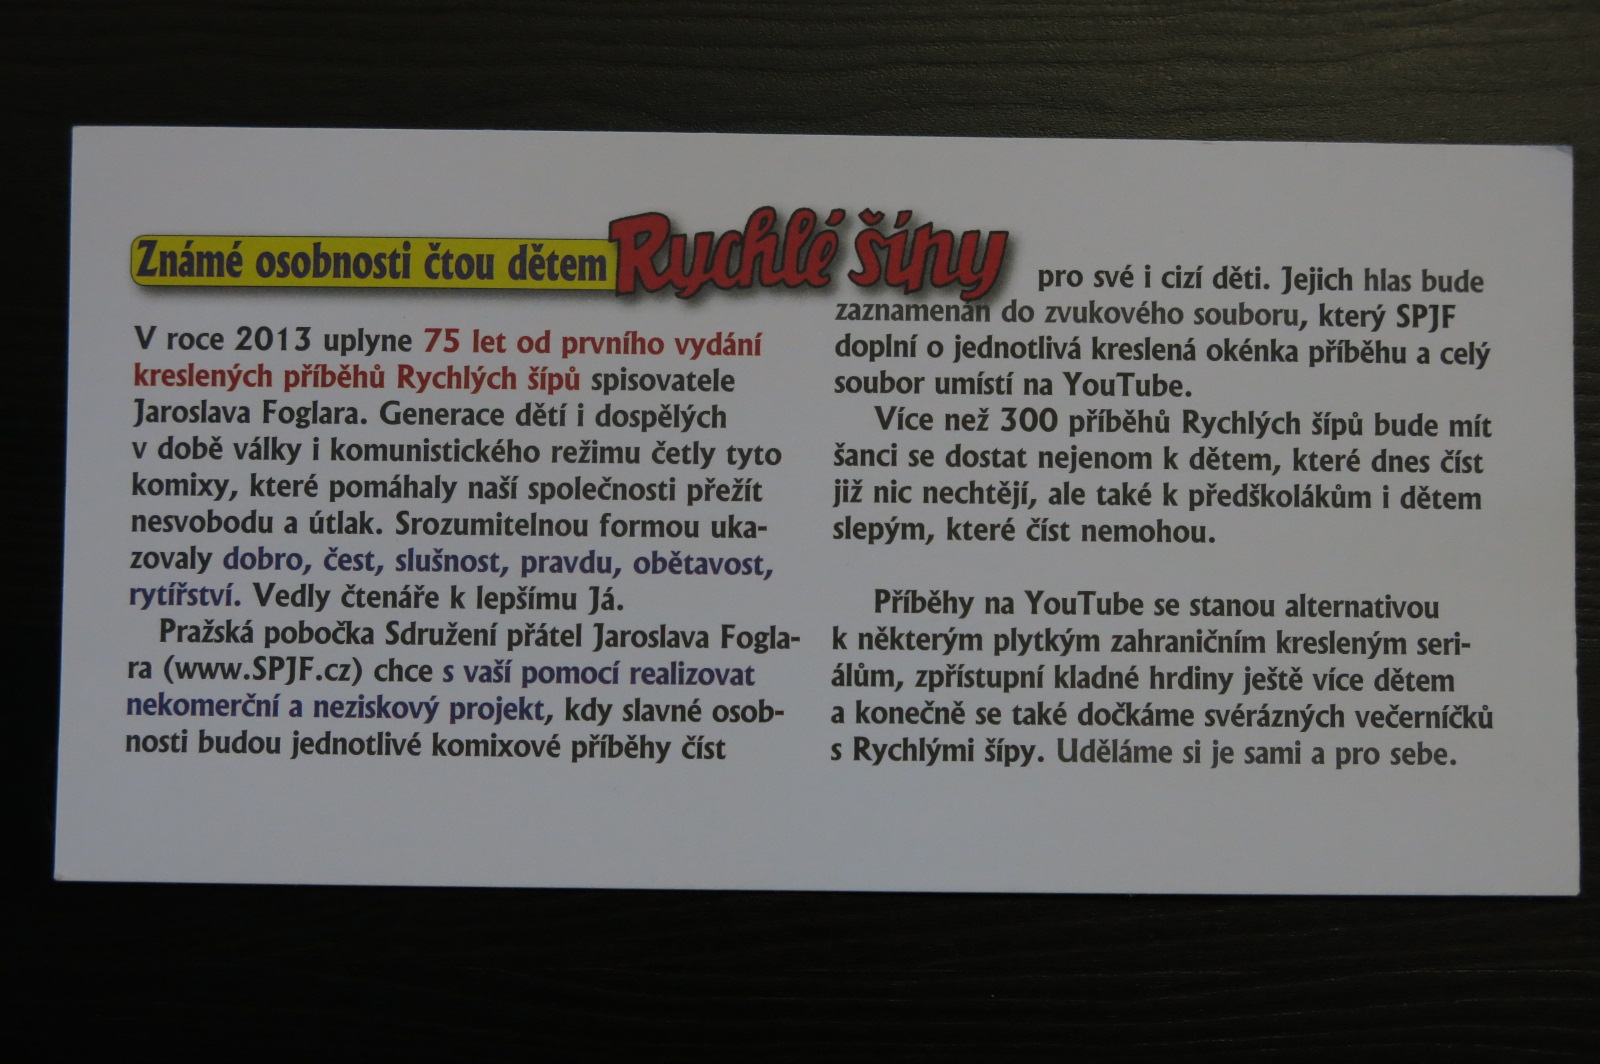 Známé osobnosti čtou dětem Rychlé šípy
V roce 2013 uplyne 75 let od prvního vydání
kreslených příběhů Rychlých šípů spisovatele
Jaroslava Foglara. Generace dětí i dospělých
v době války i komunistického režimu četly tyto
komixy, které pomáhaly naší společnosti přežít
nesvobodu a útlak. Srozumitelnou formou uka-
zovaly dobro, čest, slušnost, pravdu, obětavost,
rytířství. Vedly čtenáře k lepšímu Já.
Pražská pobočka Sdružení přátel Jaroslava Fogla-
ra (www.SPJF.cz) chce s vaší pomocí realizovat
nekomerční a neziskový projekt, kdy slavné osob-
nosti budou jednotlivé komixové příběhy číst
pro své i cizí děti. Jejich hlas bude
zaznamenán do zvukového souboru, který SPJF
doplní o jednotlivá kreslená okénka příběhu a celý
soubor umístí na YouTube.
Více než 300 příběhů Rychlých šípů bude mít
šanci se dostat nejenom k dětem, které dnes číst
již nic nechtějí, ale také k předškolákům i dětem
slepým, které číst nemohou.
Příběhy na YouTube se stanou alternativou
k některým plytkým zahraničním kresleným seri-
álům, zpřístupní kladné hrdiny ještě více dětem
a konečně se také dočkáme svérázných večerníčků
s Rychlými šípy. Uděláme si je sami a pro sebe.